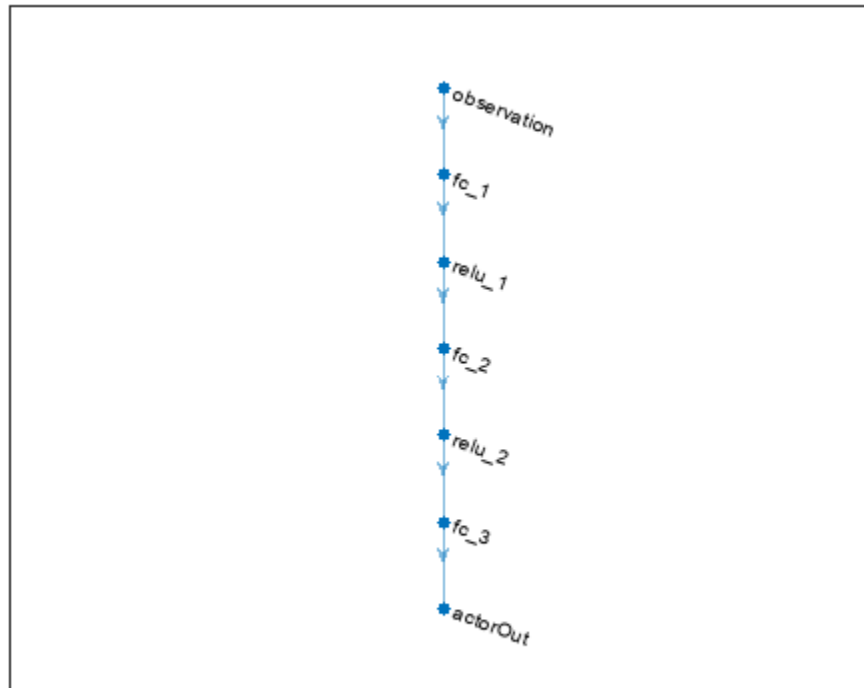 observation
fc_1
relu_1
fc_2
relu_2
fc_3
actorOut